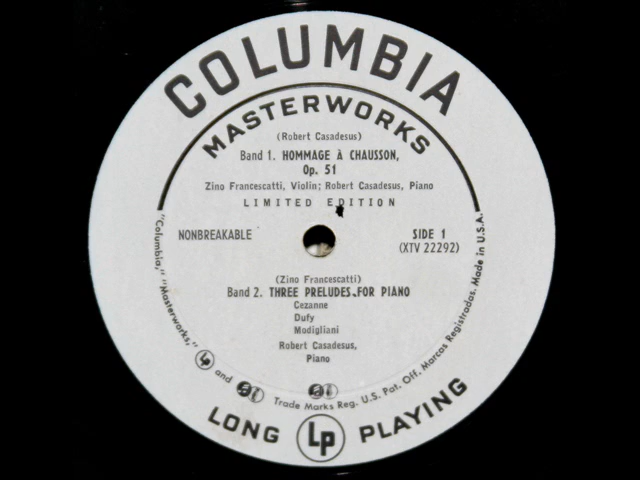 COLUMBIA
MASTERWORKS
(Robert Casadesus)
Band 1. HOMMAGE À CHAUSSON,
Op. 51
Zino Francescatti, Violin; Robert Casadesus, Piano
LIMITED EDITION
NONBREAKABLE
SIDE 1
(XTV 22292)
(Zino Francescatti)
Band 2. THREE PRELUDES FOR PIANO
Cezanne
Dufy
Modigliani
Robert Casadesus,
Piano
"Columbia," "Masterworks," LP and Trade Marks Reg. U.S. Pat. Off. Marcas Registradas. Made in U.S.A.
LONG LP PLAYING